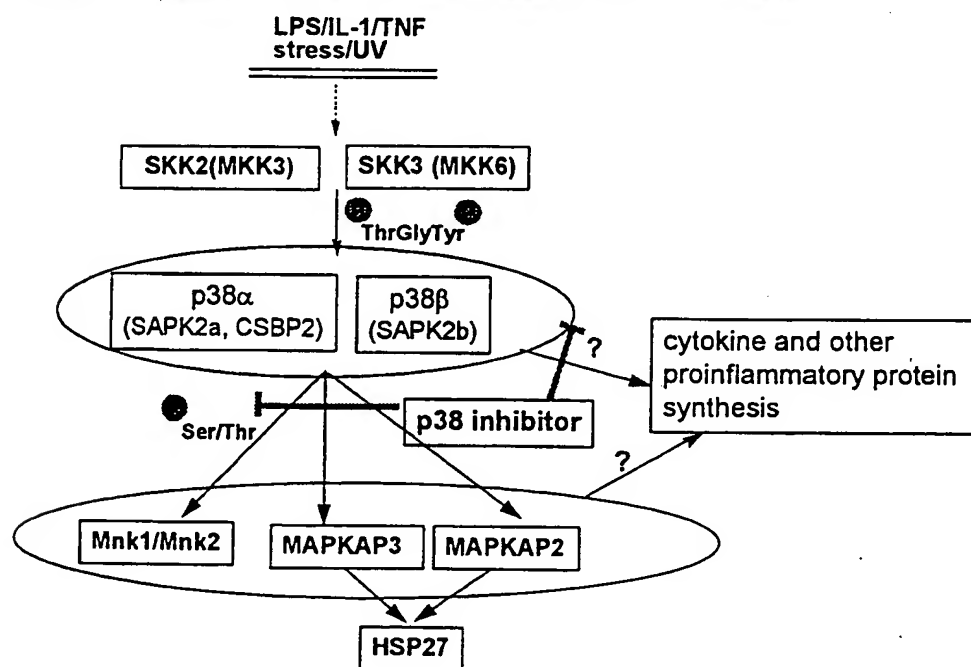 LPS/IL-1/TNF
stress/UV
SKK2(MKK3)
SKK3 (MKK6)
ThrGlyTyr
p38α
(SAPK2a, CSBP2)
p38β
(SAPK2b)
?
cytokine and other
proinflammatory protein
synthesis
p38 inhibitor
Ser/Thr
?
Mnk1/Mnk2
MAPKAP3
MAPKAP2
HSP27